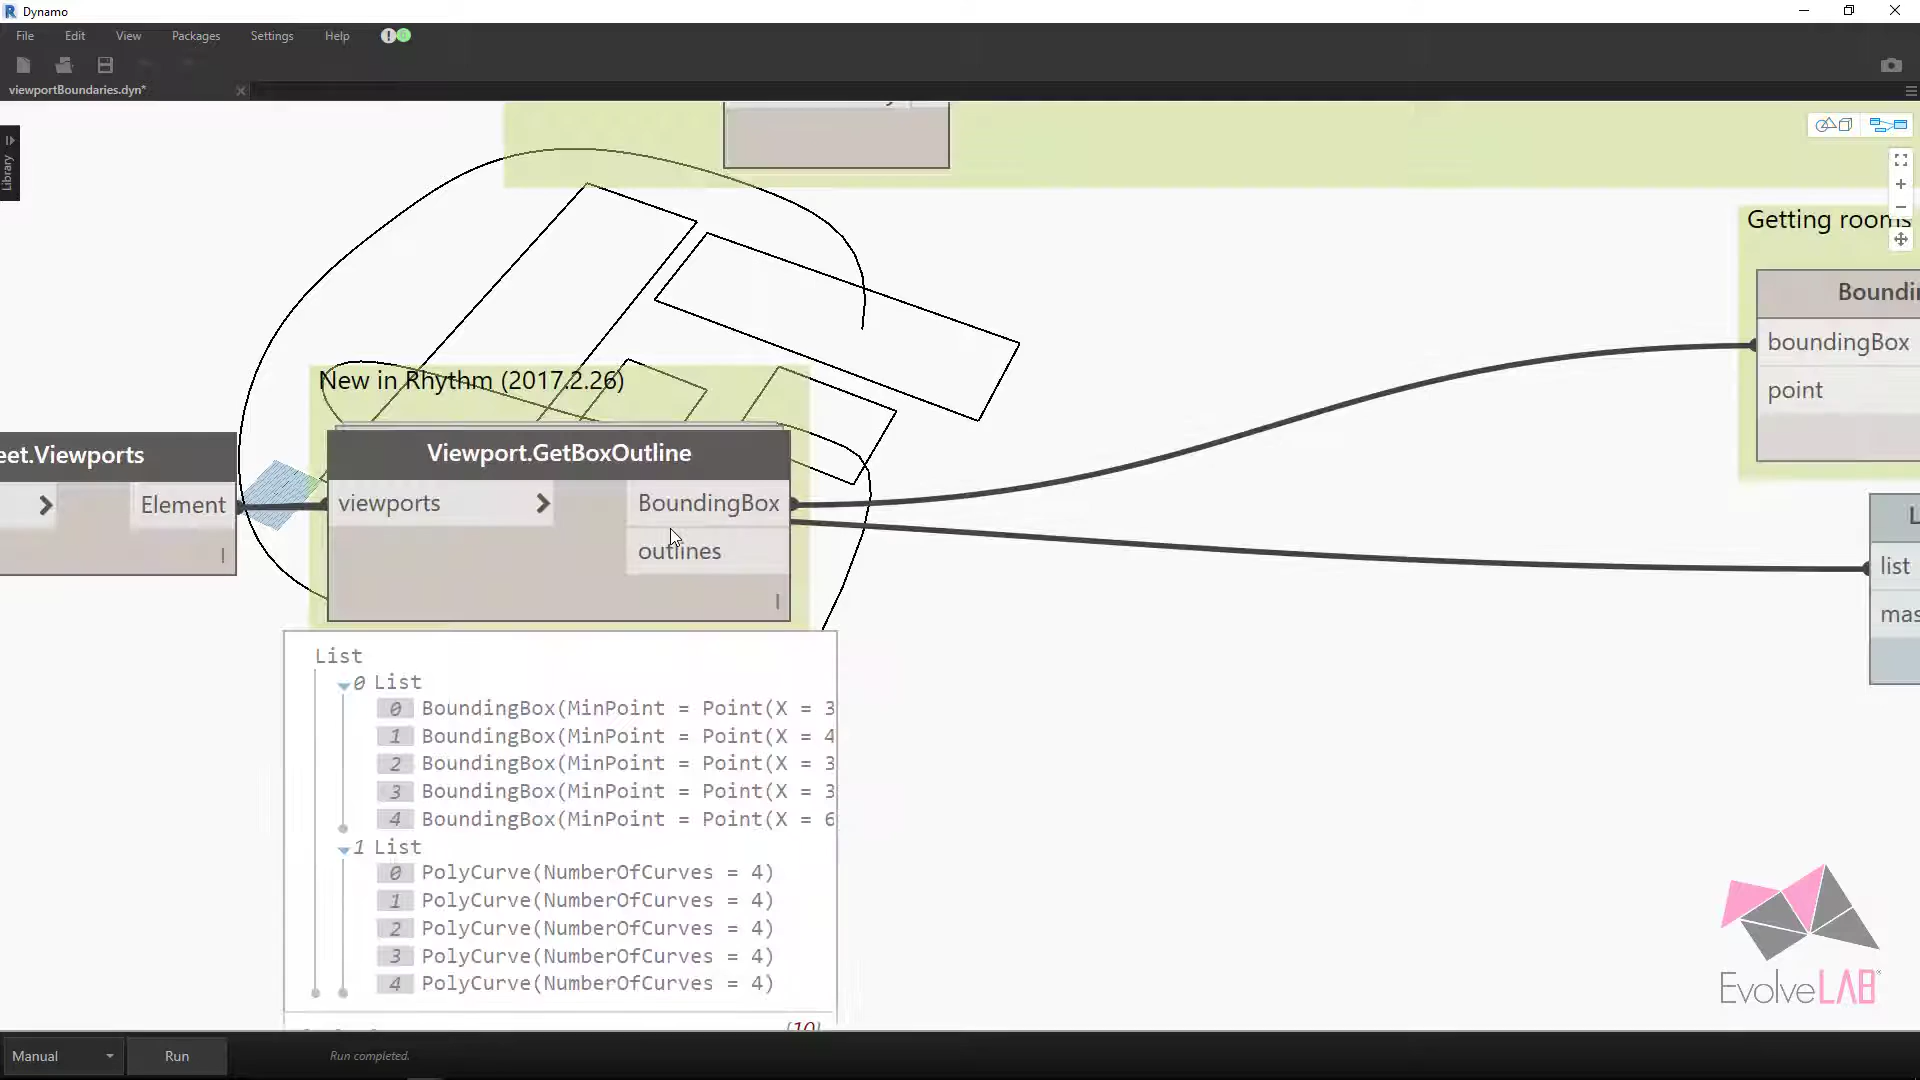 Dynamo
File Edit View Packages Settings Help
viewportBoundaries.dyn*
Library
Getting rooms
Boundin
boundingBox
point
New in Rhythm (2017.2.26)
eet.Viewports
Element
Viewport.GetBoxOutline
viewports
BoundingBox
outlines
L
list
mas
List
0 List
0 BoundingBox(MinPoint = Point(X = 3
1 BoundingBox(MinPoint = Point(X = 4
2 BoundingBox(MinPoint = Point(X = 3
3 BoundingBox(MinPoint = Point(X = 3
4 BoundingBox(MinPoint = Point(X = 6
1 List
0 PolyCurve(NumberOfCurves = 4)
1 PolyCurve(NumberOfCurves = 4)
2 PolyCurve(NumberOfCurves = 4)
3 PolyCurve(NumberOfCurves = 4)
4 PolyCurve(NumberOfCurves = 4)
EvolveLAB
Manual
Run
Run completed.